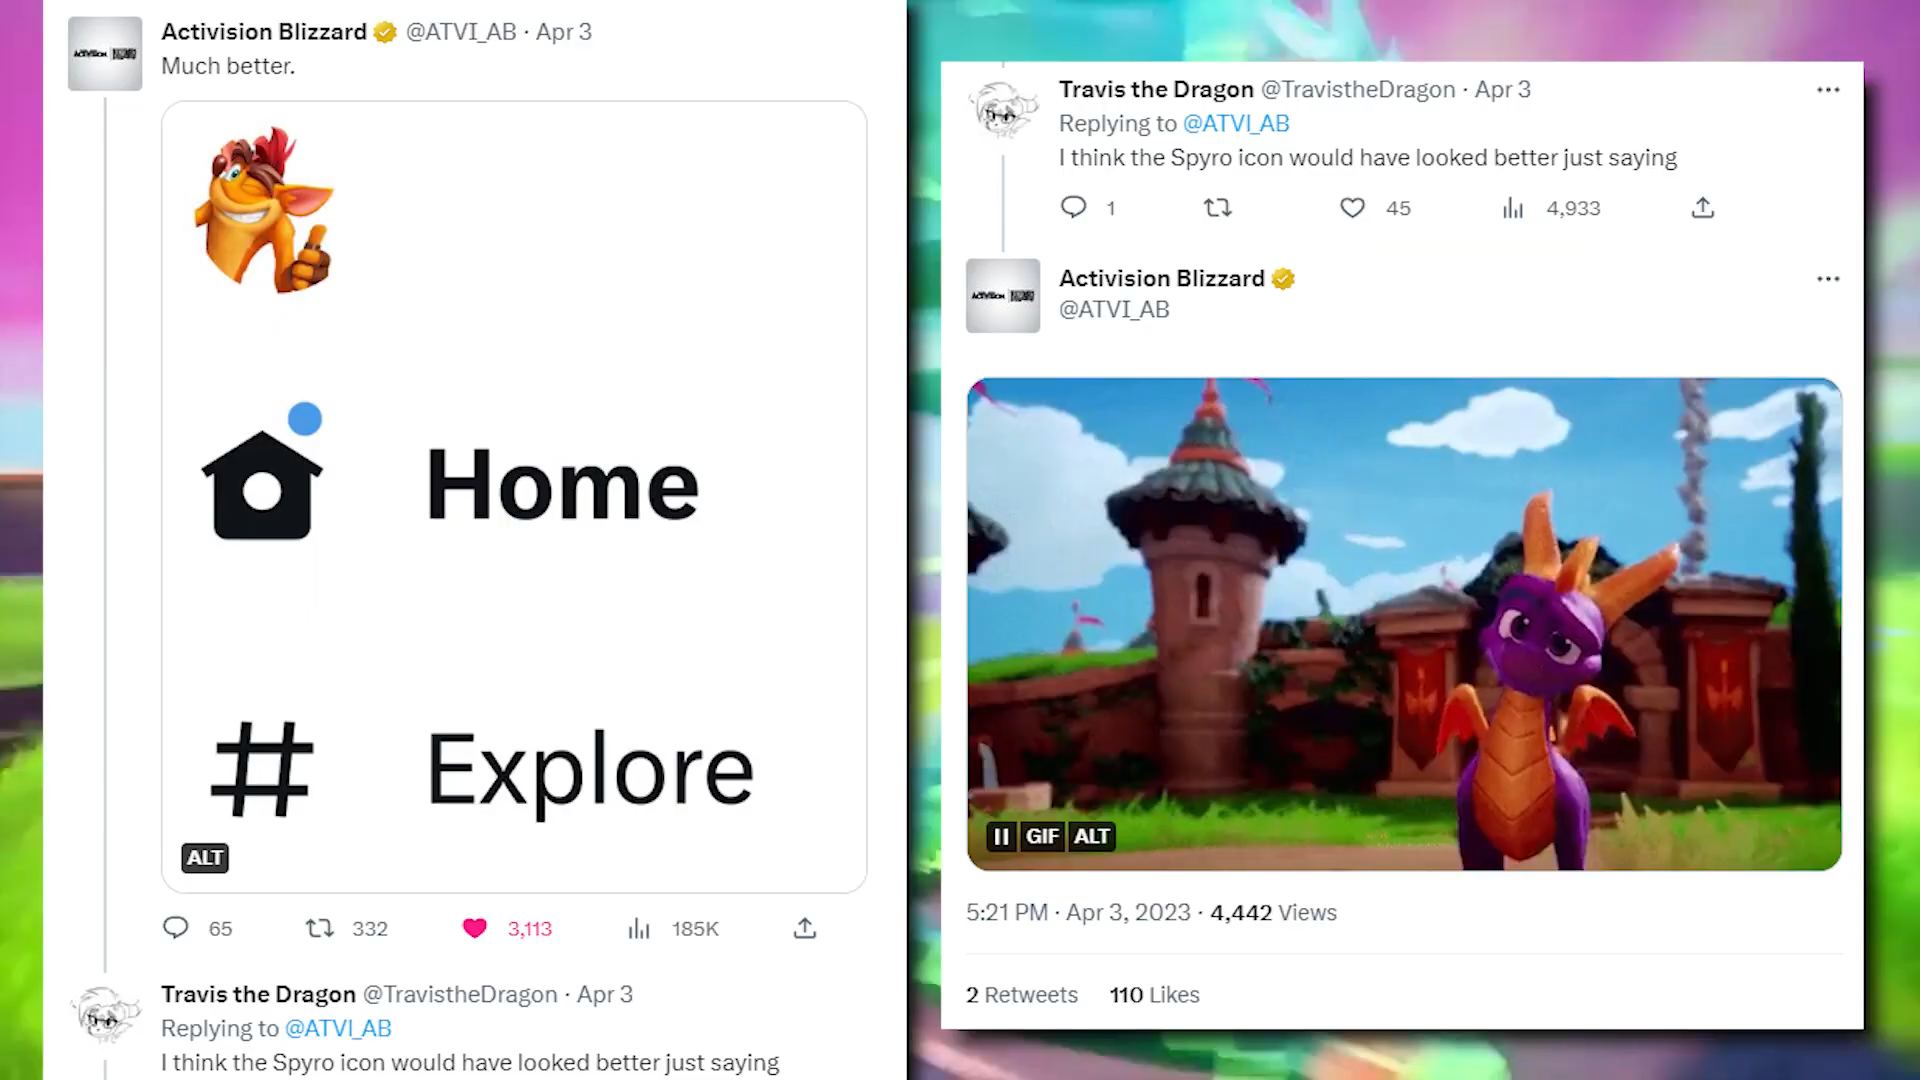 Activision Blizzard @ATVI_AB · Apr 3
Much better.
Home
Explore
ALT
65 332 3,113 185K
Travis the Dragon @TravistheDragon · Apr 3
Replying to @ATVI_AB
I think the Spyro icon would have looked better just saying
Travis the Dragon @TravistheDragon · Apr 3
Replying to @ATVI_AB
I think the Spyro icon would have looked better just saying
1 45 4,933
ACTIVISION BLIZZARD
Activision Blizzard
@ATVI_AB
GIF ALT
5:21 PM · Apr 3, 2023 · 4,442 Views
2 Retweets 110 Likes